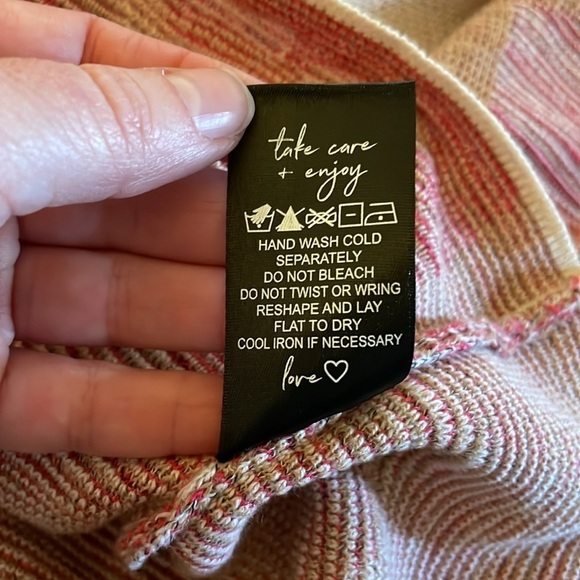 take care
+ enjoy
HAND WASH COLD
SEPARATELY
DO NOT BLEACH
DO NOT TWIST OR WRING
RESHAPE AND LAY
FLAT TO DRY
COOL IRON IF NECESSARY
love♡